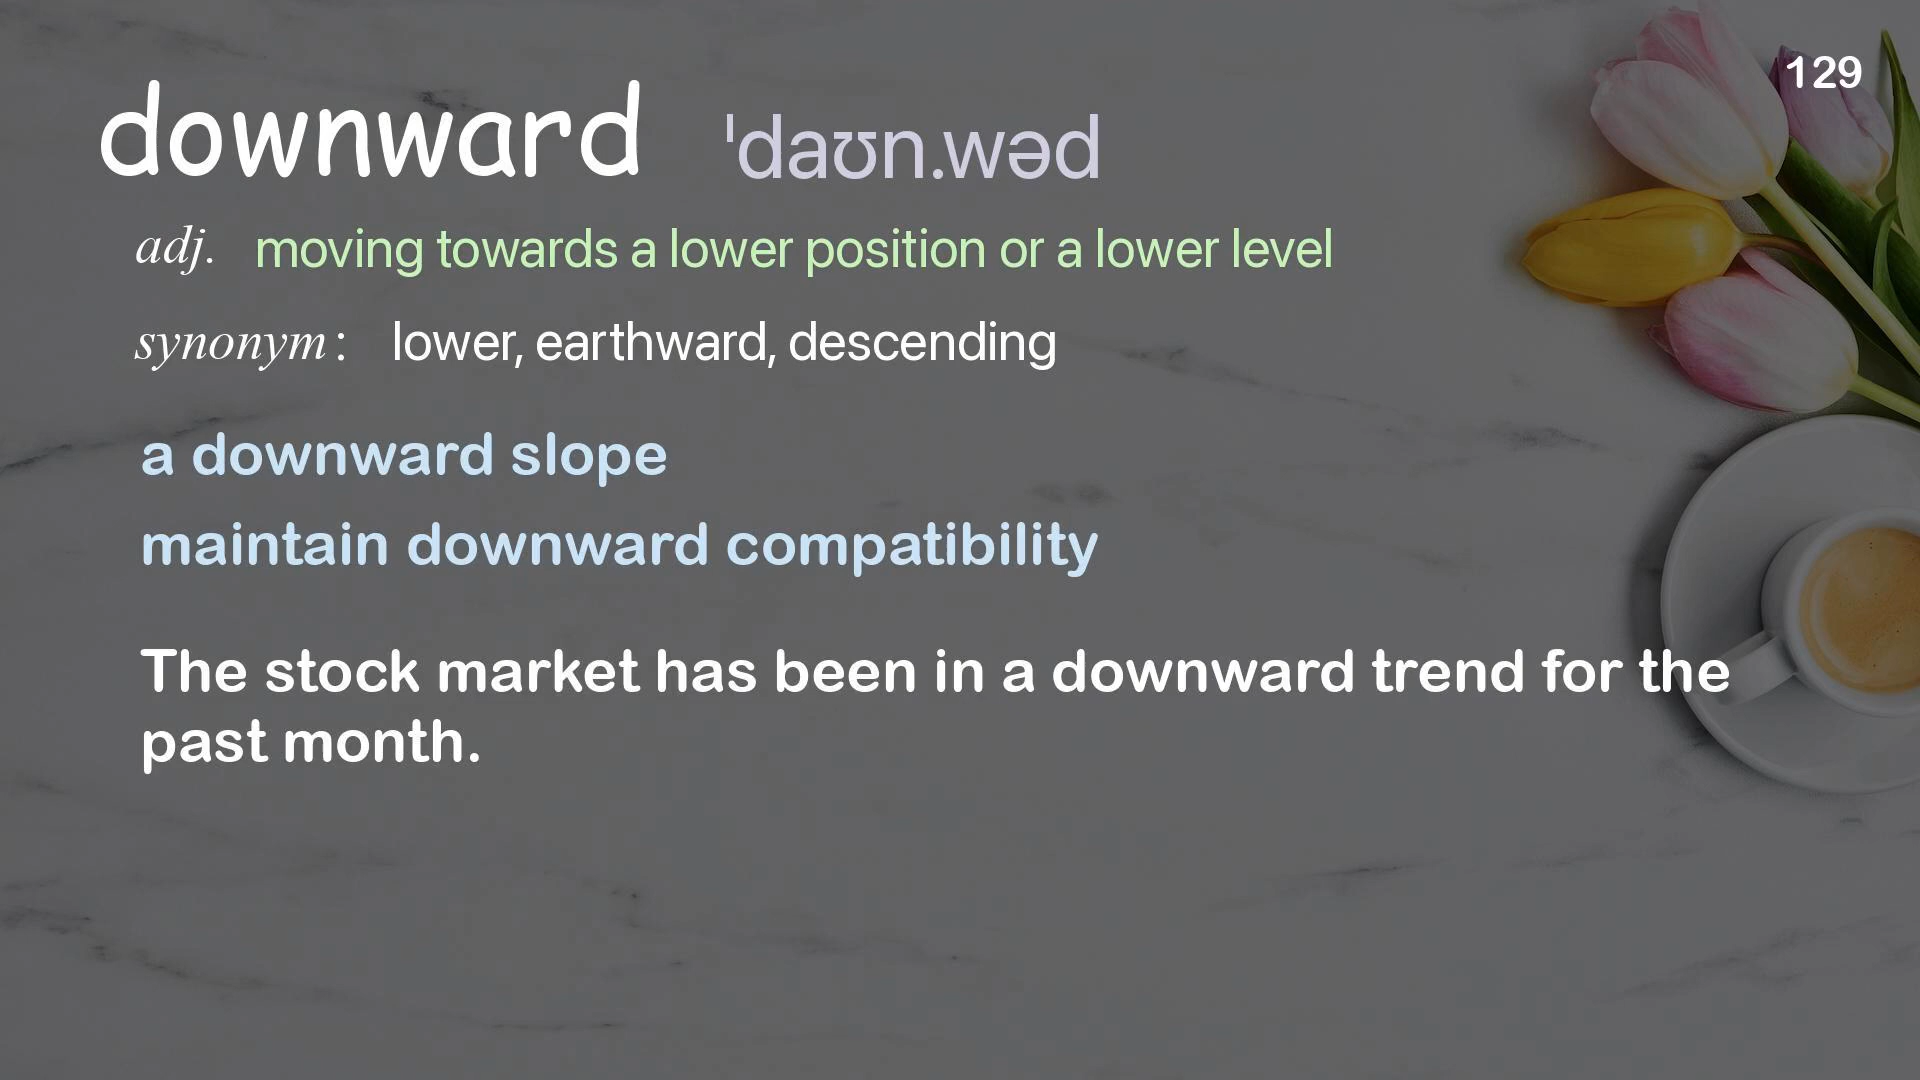 129
downward ˈdaʊn.wəd
adj. moving towards a lower position or a lower level
synonym: lower, earthward, descending
a downward slope
maintain downward compatibility
The stock market has been in a downward trend for the
past month.